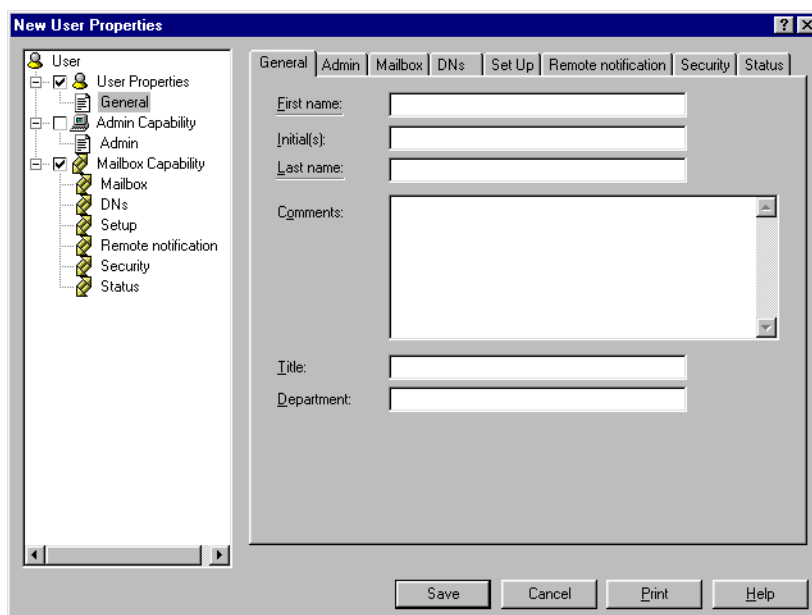 New User Properties
User
User Properties
General
Admin Capability
Admin
Mailbox Capability
Mailbox
DNs
Setup
Remote notification
Security
Status
General Admin Mailbox DNs Set Up Remote notification Security Status
First name:
Initial(s):
Last name:
Comments:
Title:
Department:
Save Cancel Print Help